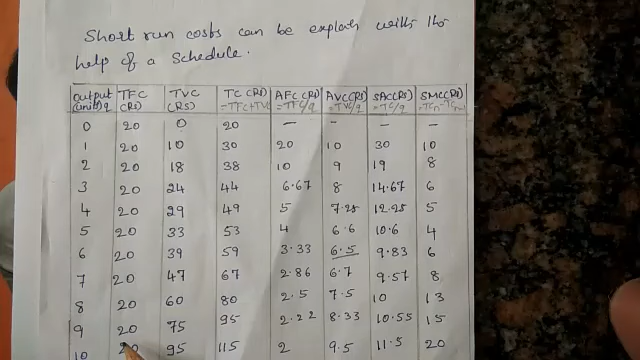 Short run costs can be explain with the
help of a Schedule.
output (units) q TFC (RS) TVC (RS) TC (RS) =TFC+TVC AFC (RS) =TFC/q AVC (RS) =TVC/q SAC (RS) =TC/q SMC (RS) =TCn-TCn-1
0 20 0 20 — – – –
1 20 10 30 20 10 30 10
2 20 18 38 10 9 19 8
3 20 24 44 6.67 8 14.67 6
4 20 29 49 5 7.25 12.25 5
5 20 33 53 4 6.6 10.6 4
6 20 39 59 3.33 6.5 9.83 6
7 20 47 67 2.86 6.7 9.57 8
8 20 60 80 2.5 7.5 10 13
9 20 75 95 2.22 8.33 10.55 15
10 20 95 115 2 9.5 11.5 20